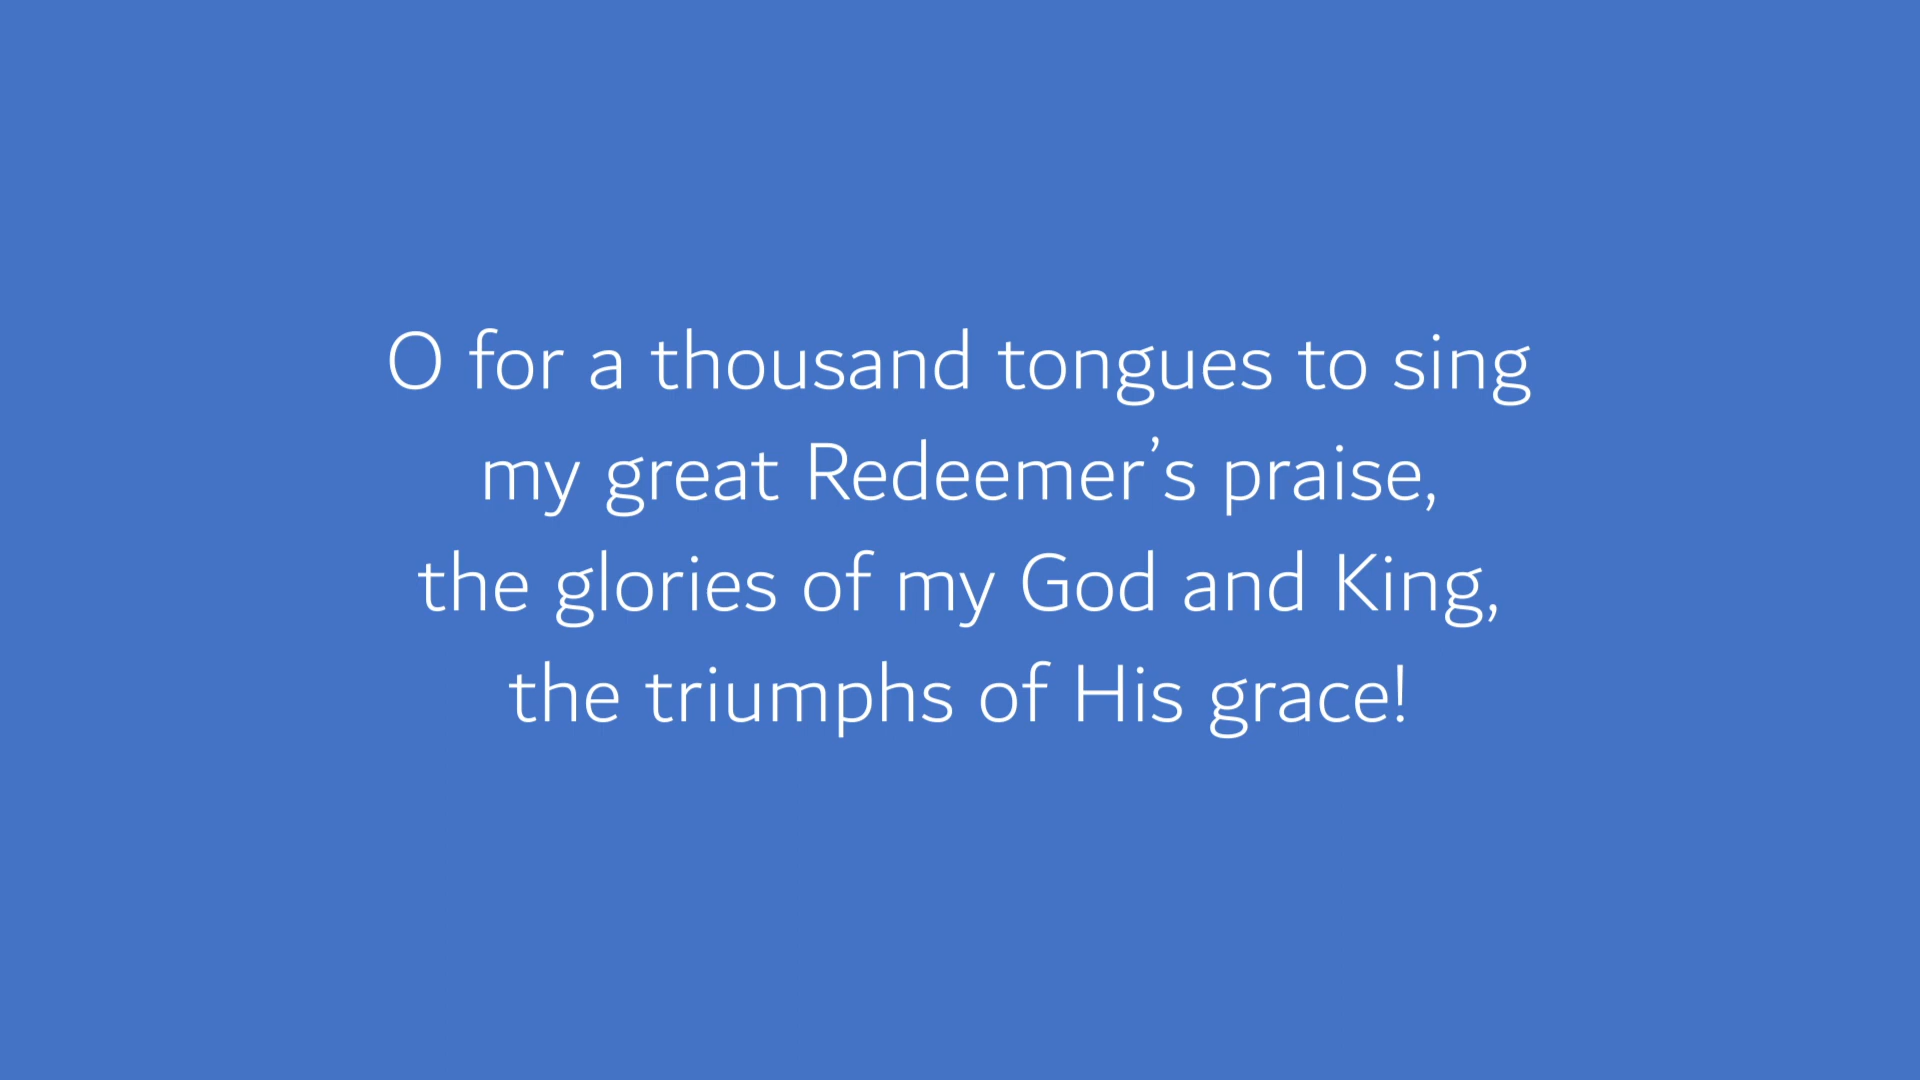 O for a thousand tongues to sing
my great Redeemer’s praise,
the glories of my God and King,
the triumphs of His grace!